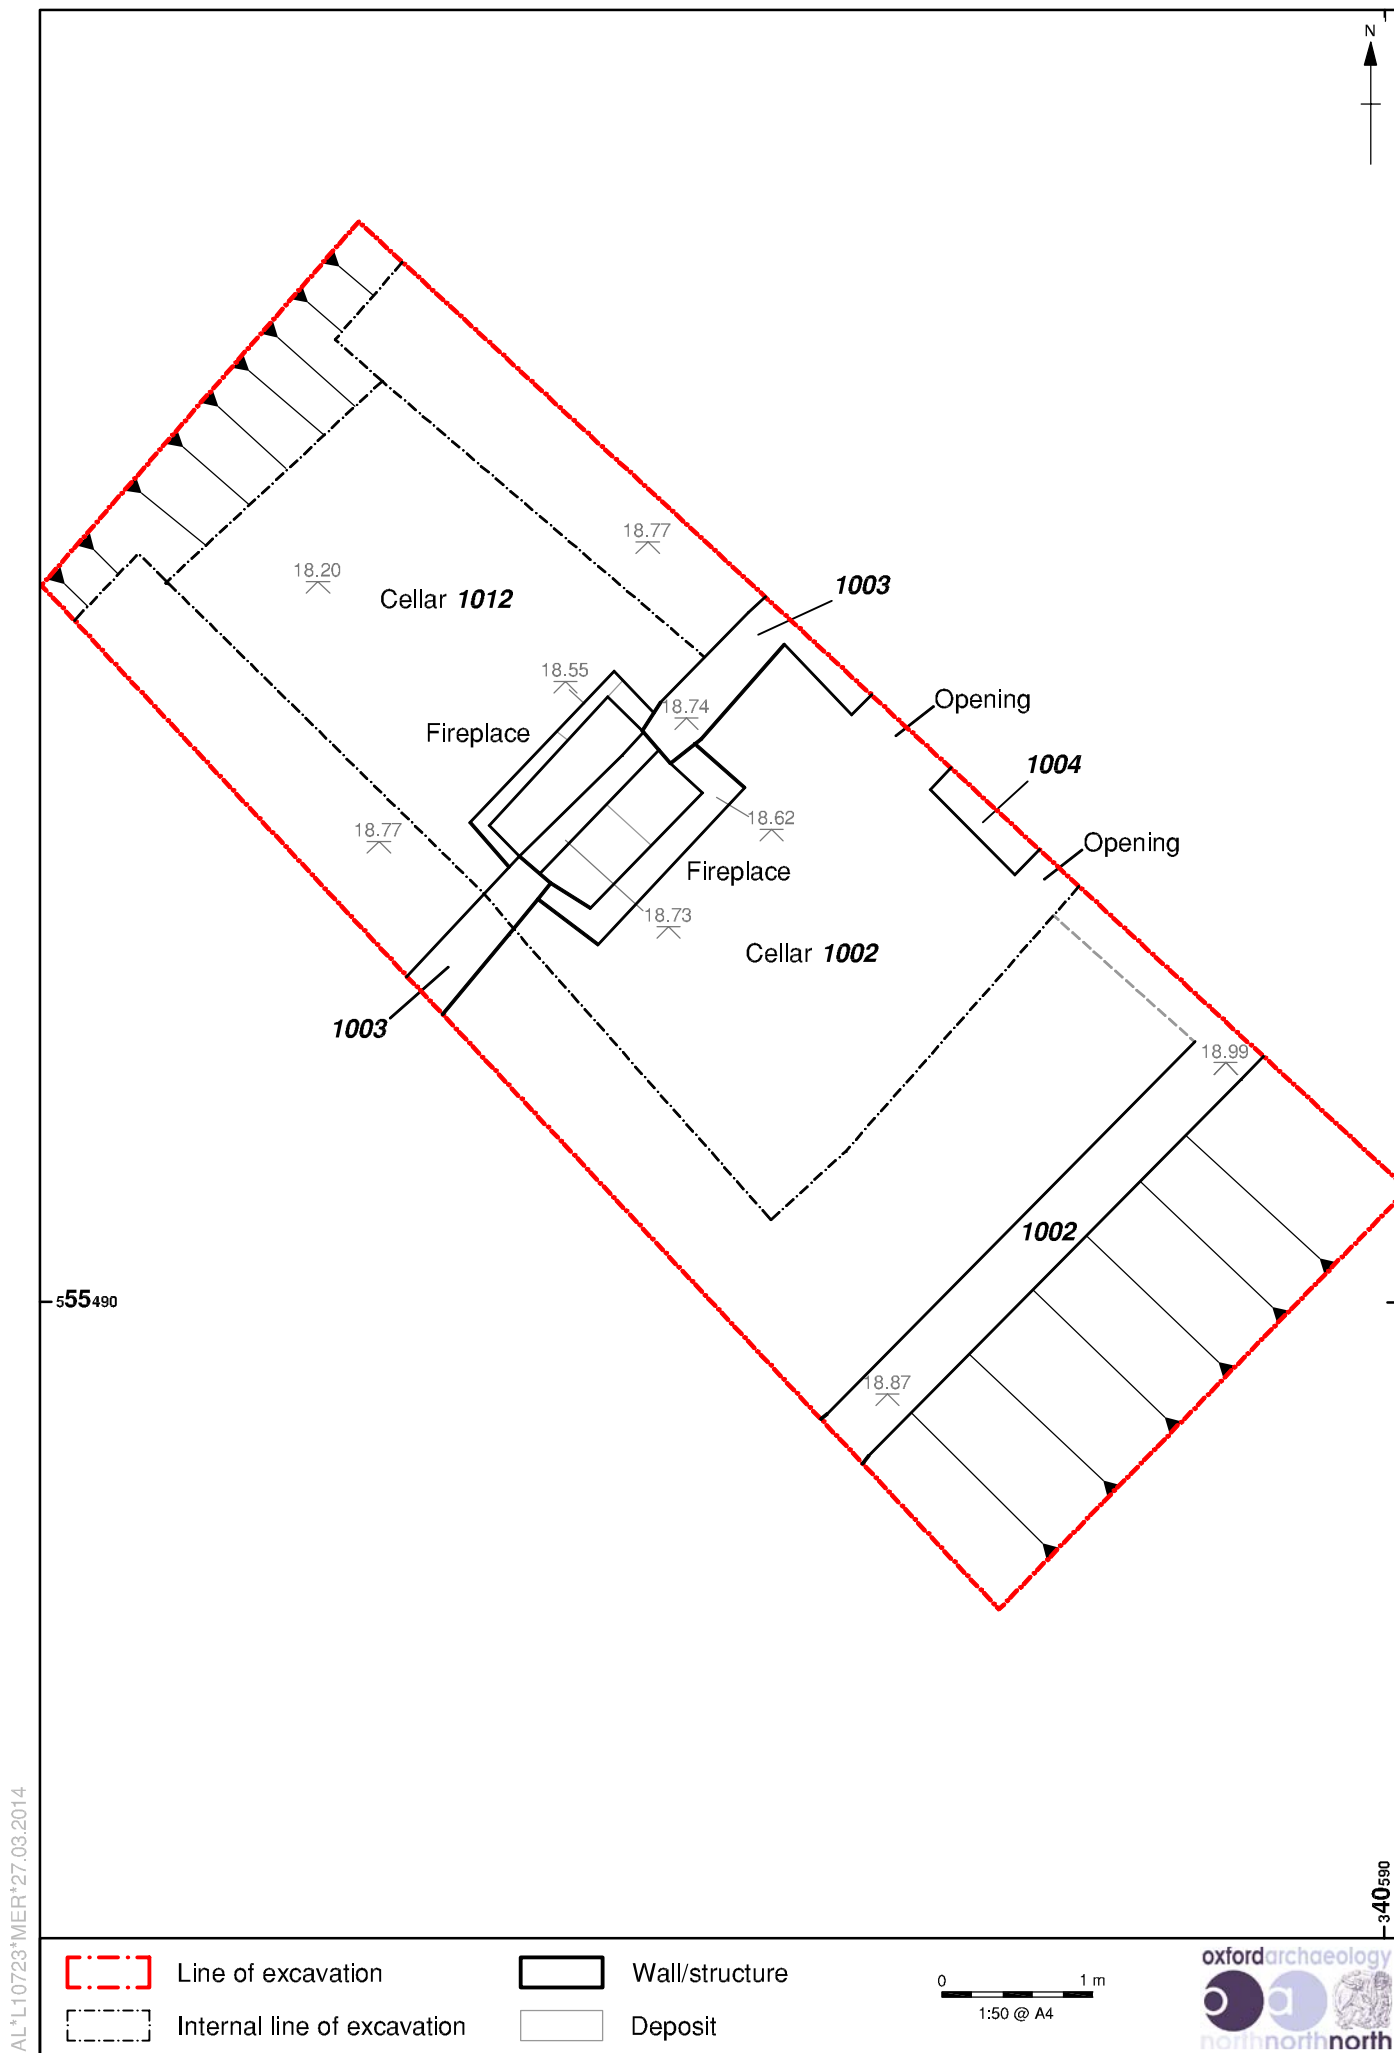 N
18.77
18.20
Cellar 1012
1003
18.55
18.74
Opening
Fireplace
1004
18.77
18.62
Opening
Fireplace
18.73
Cellar 1002
1003
18.99
1002
555490
18.87
340590
AL*L10723*MER*27.03.2014
Line of excavation
Wall/structure
0 1 m
1:50 @ A4
Internal line of excavation
Deposit
oxfordarchaeology
o a
northnorthnorth